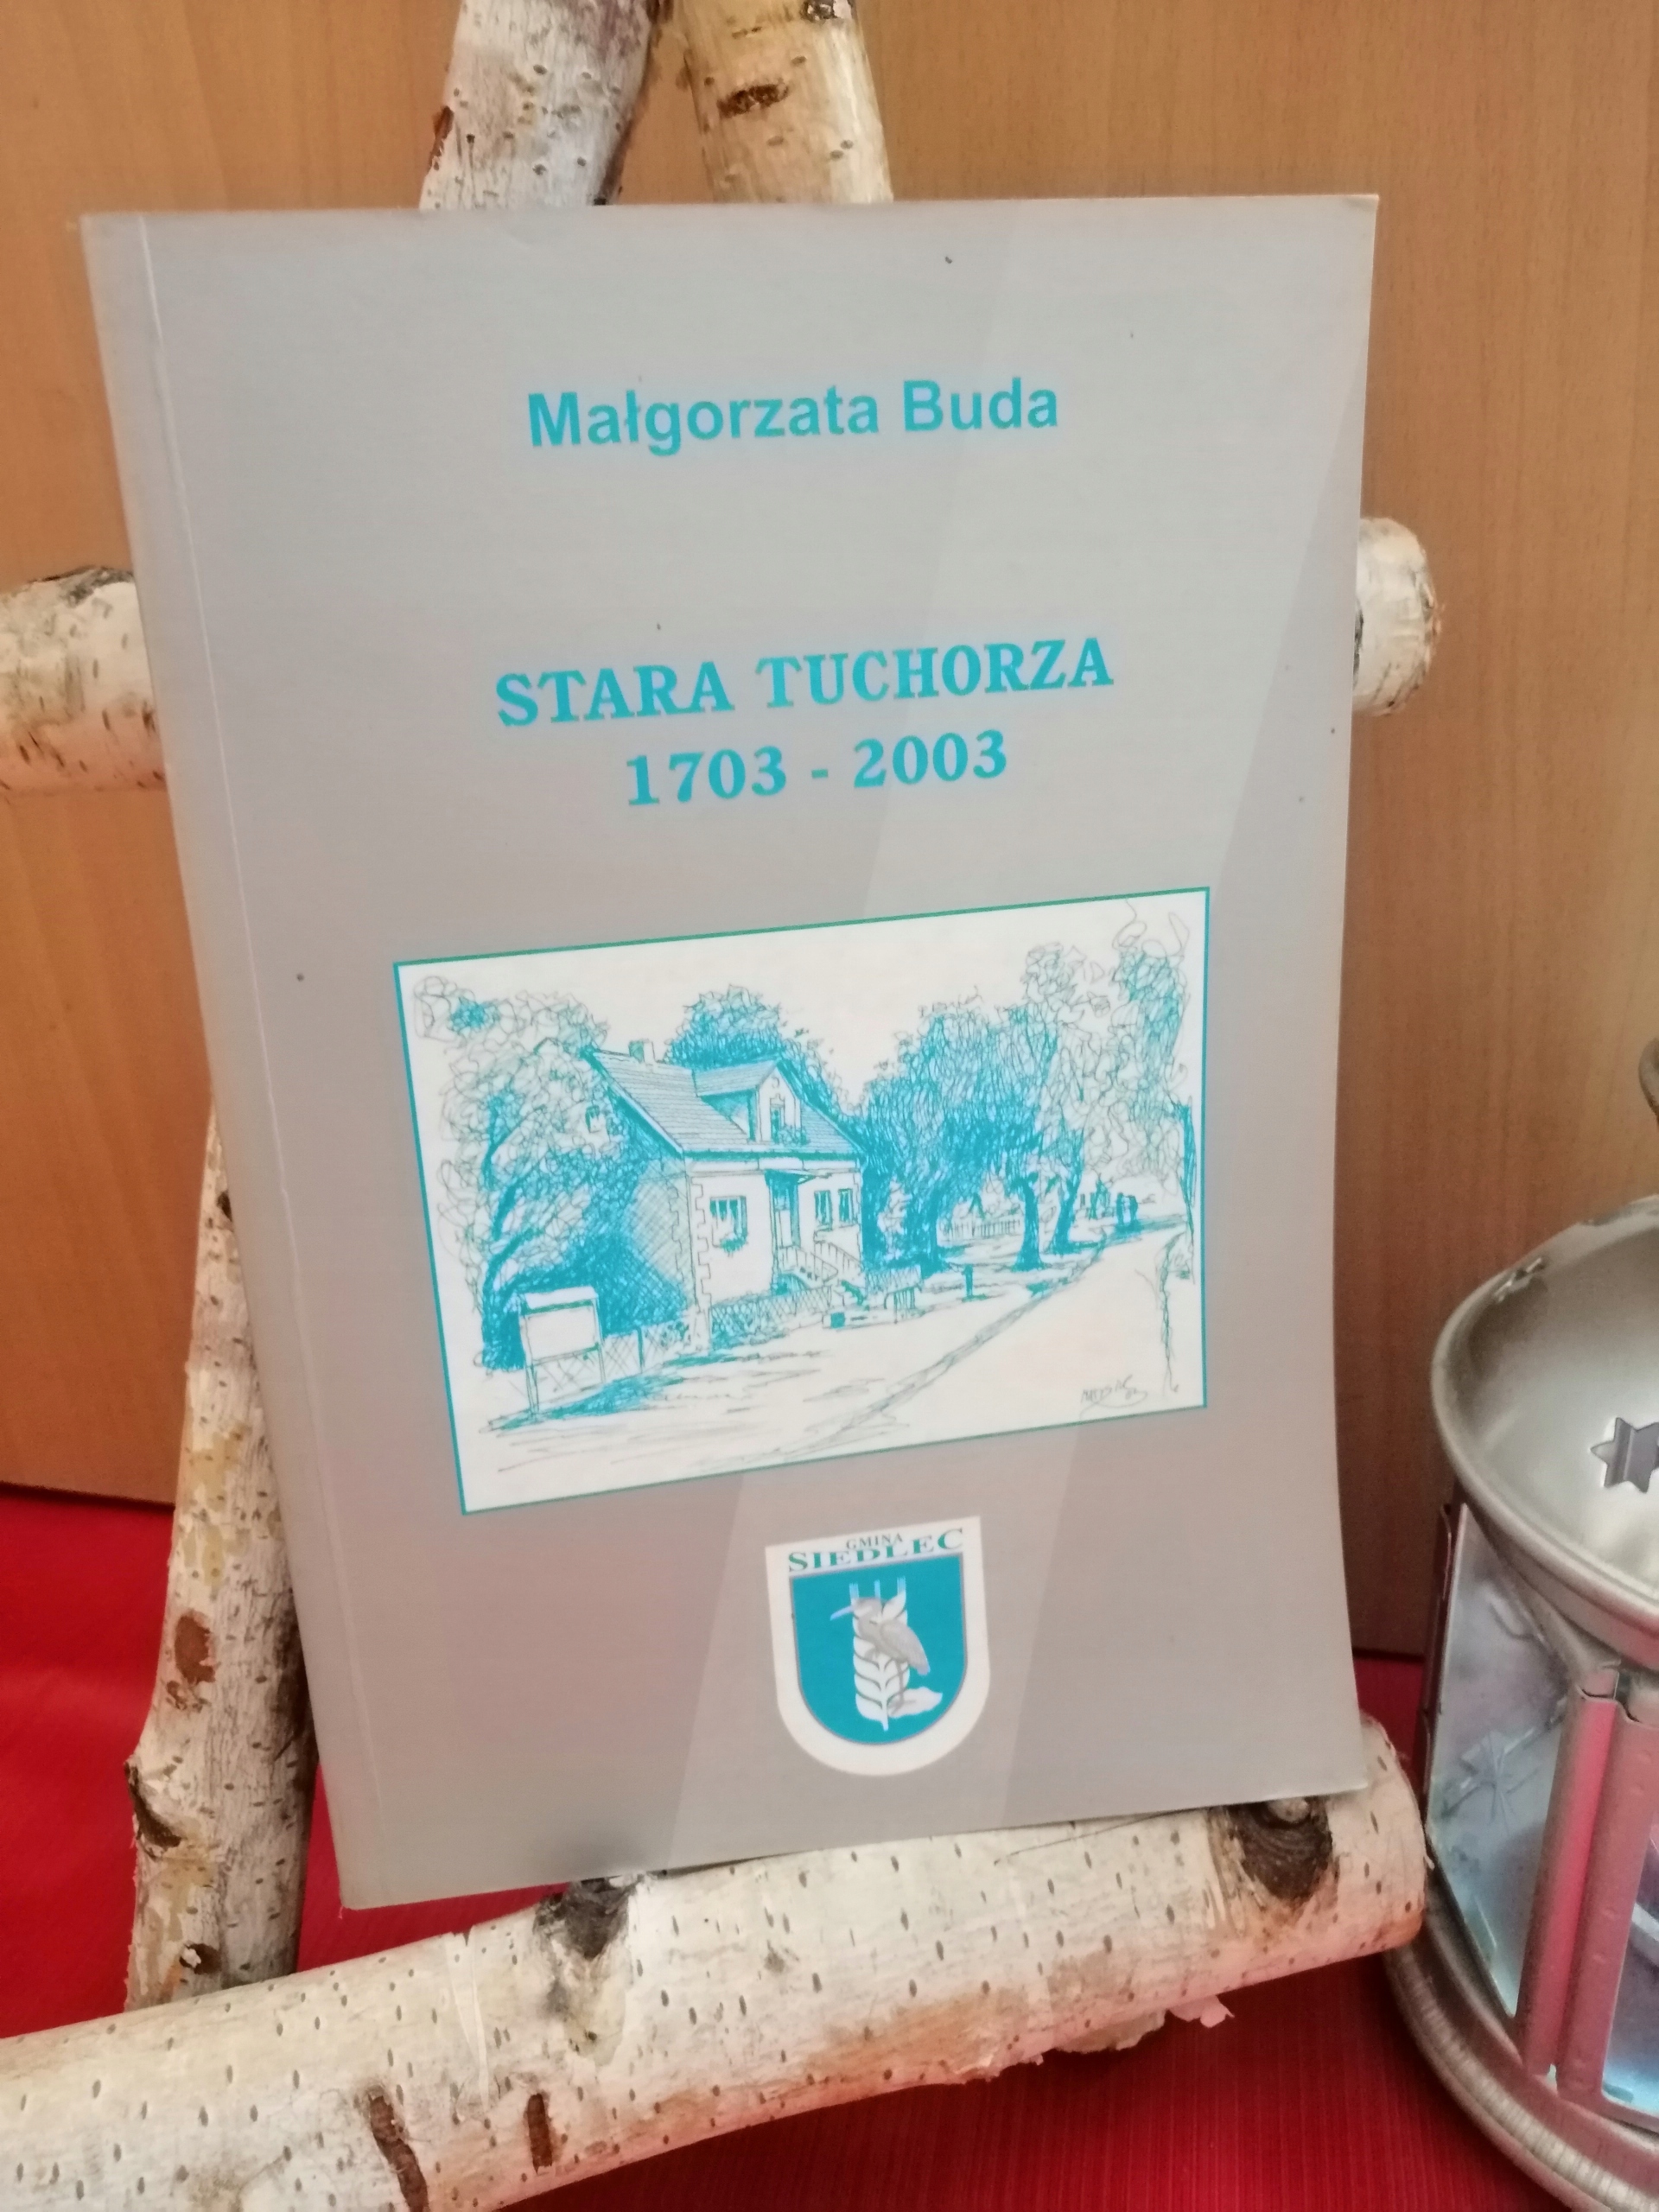 Małgorzata Buda
STARA TUCHORZA
1703 - 2003
GMINA
SIEDLEC